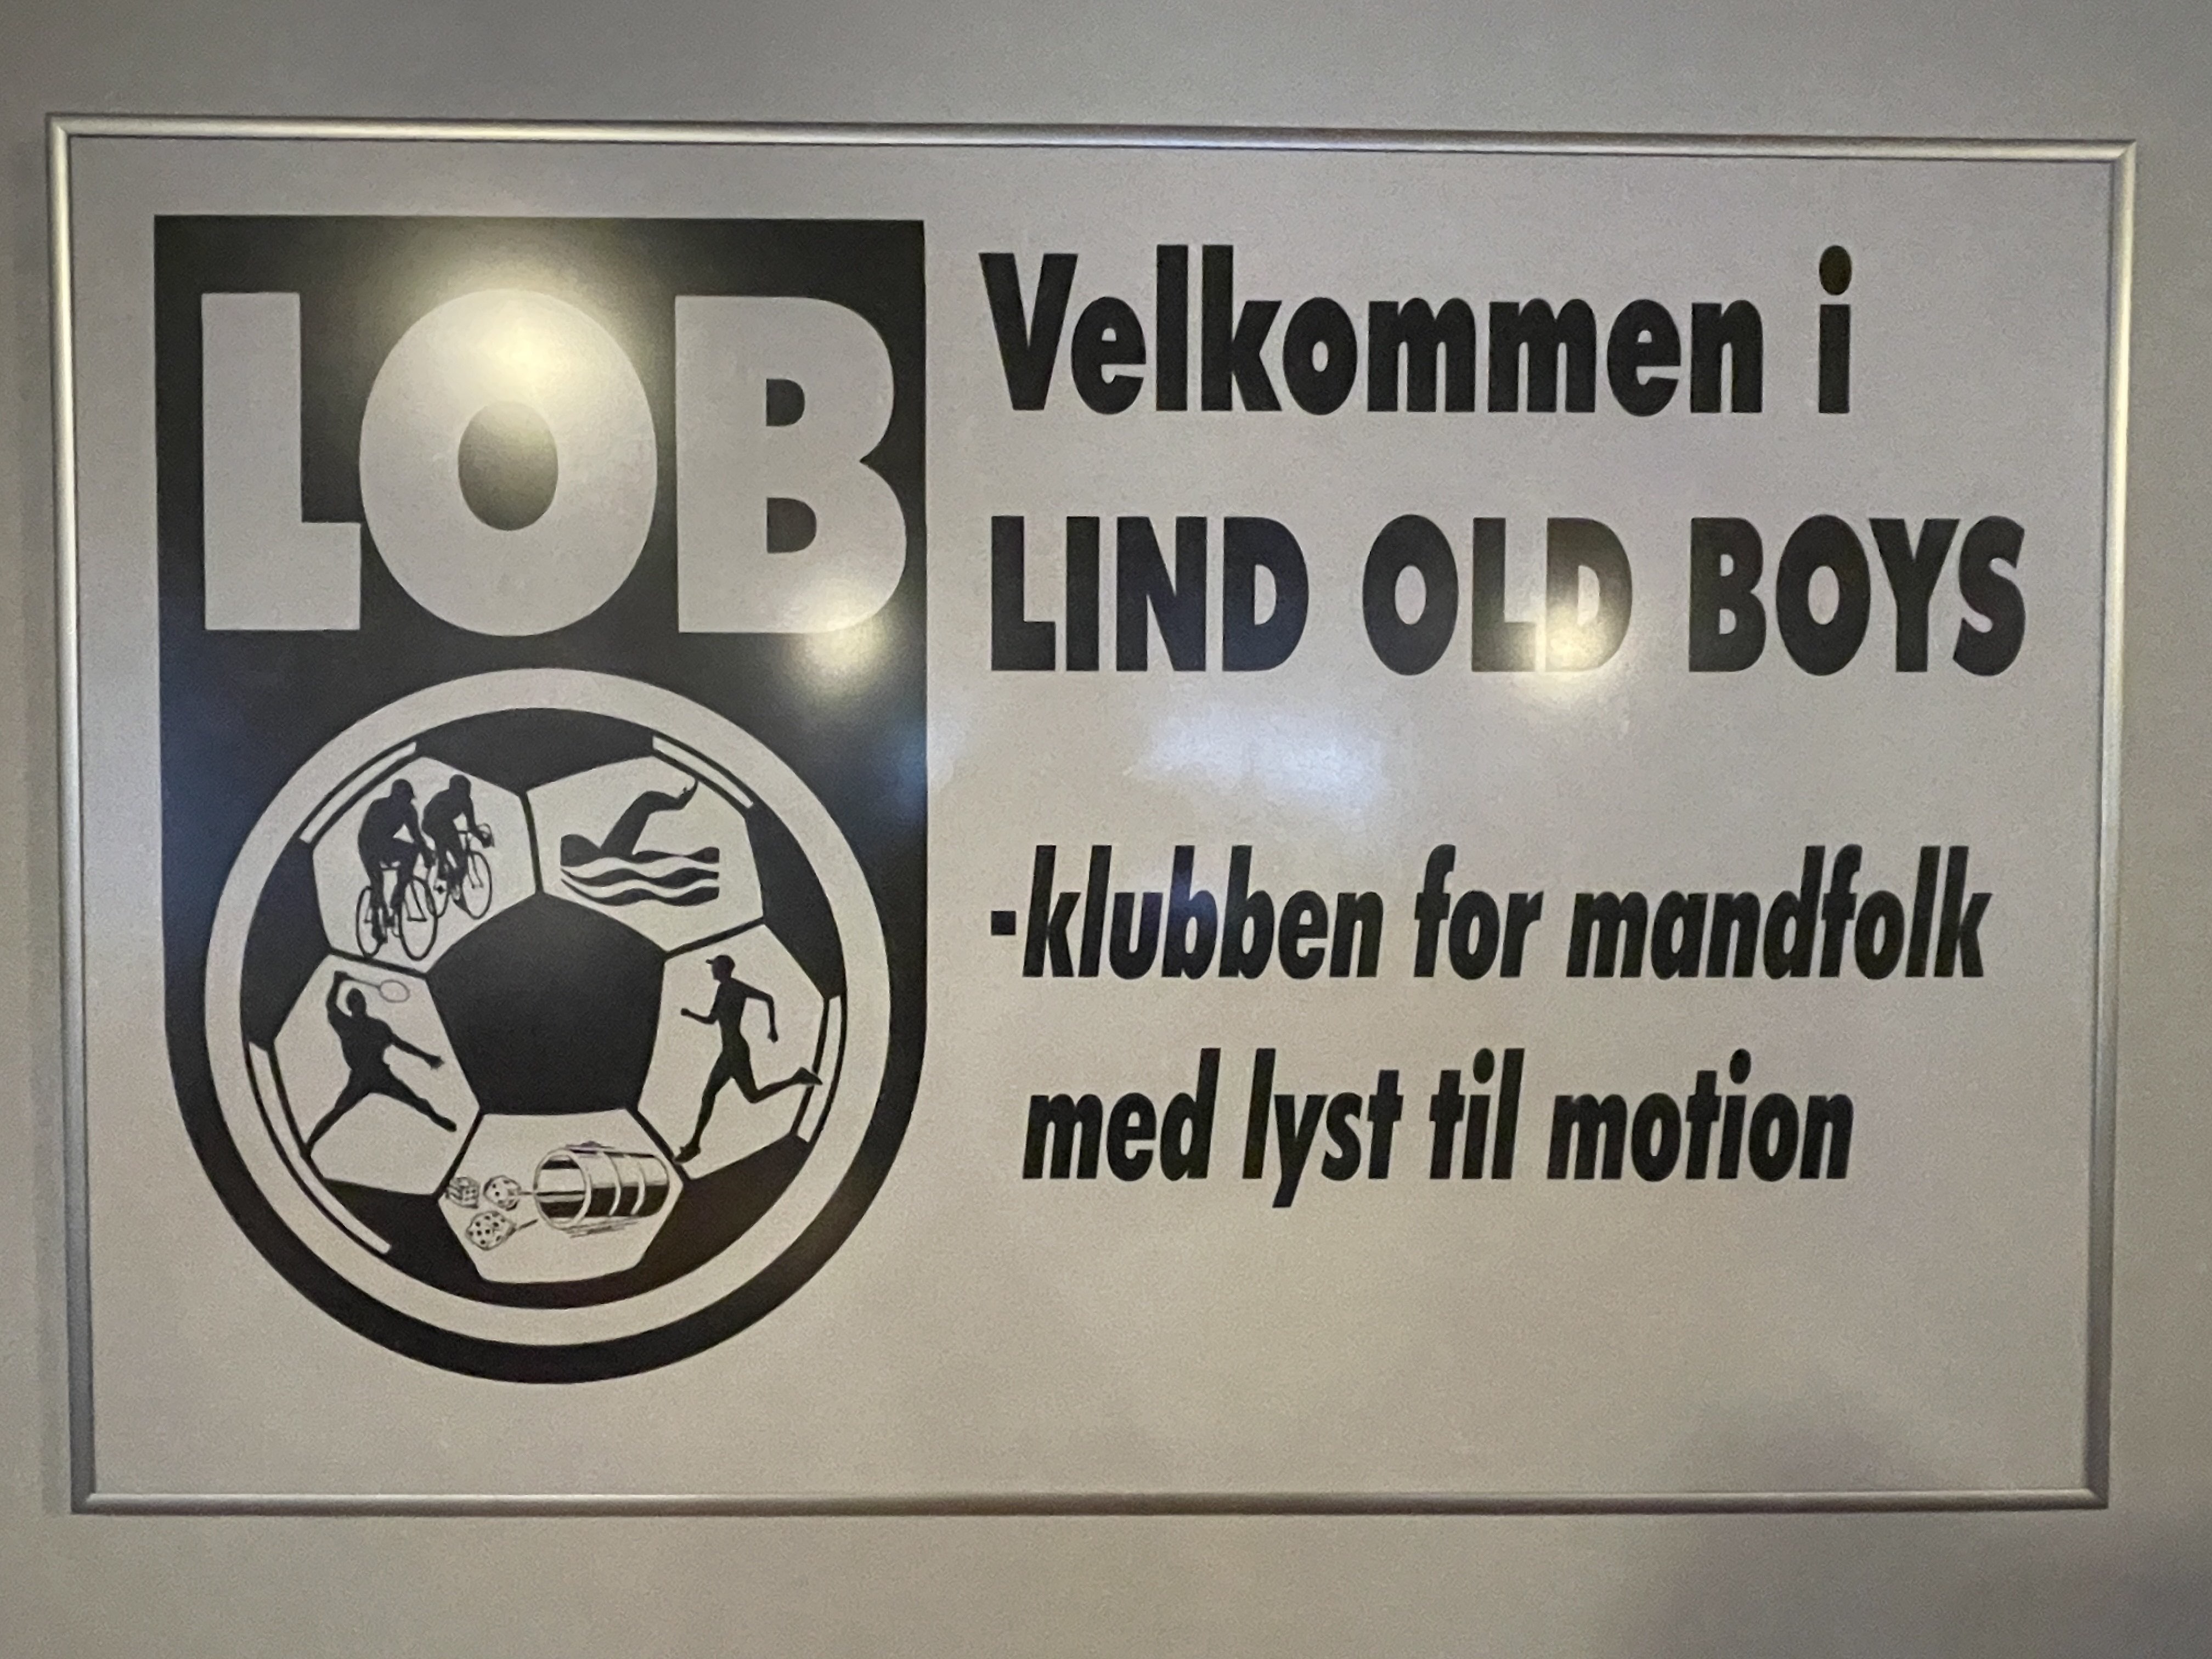 LOB
Velkommen i
LIND OLD BOYS
-klubben for mandfolk
med lyst til motion